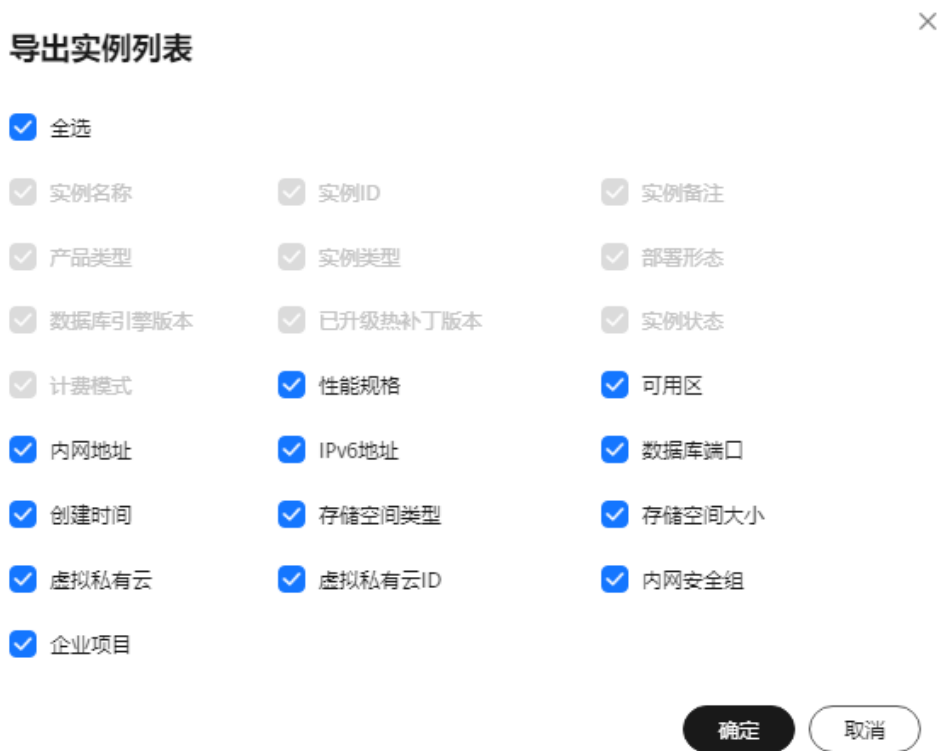 导出实例列表
全选
实例名称 实例ID 实例备注
产品类型 实例类型 部署形态
数据库引擎版本 已升级热补丁版本 实例状态
计费模式 性能规格 可用区
内网地址 IPv6地址 数据库端口
创建时间 存储空间类型 存储空间大小
虚拟私有云 虚拟私有云ID 内网安全组
企业项目
确定 取消